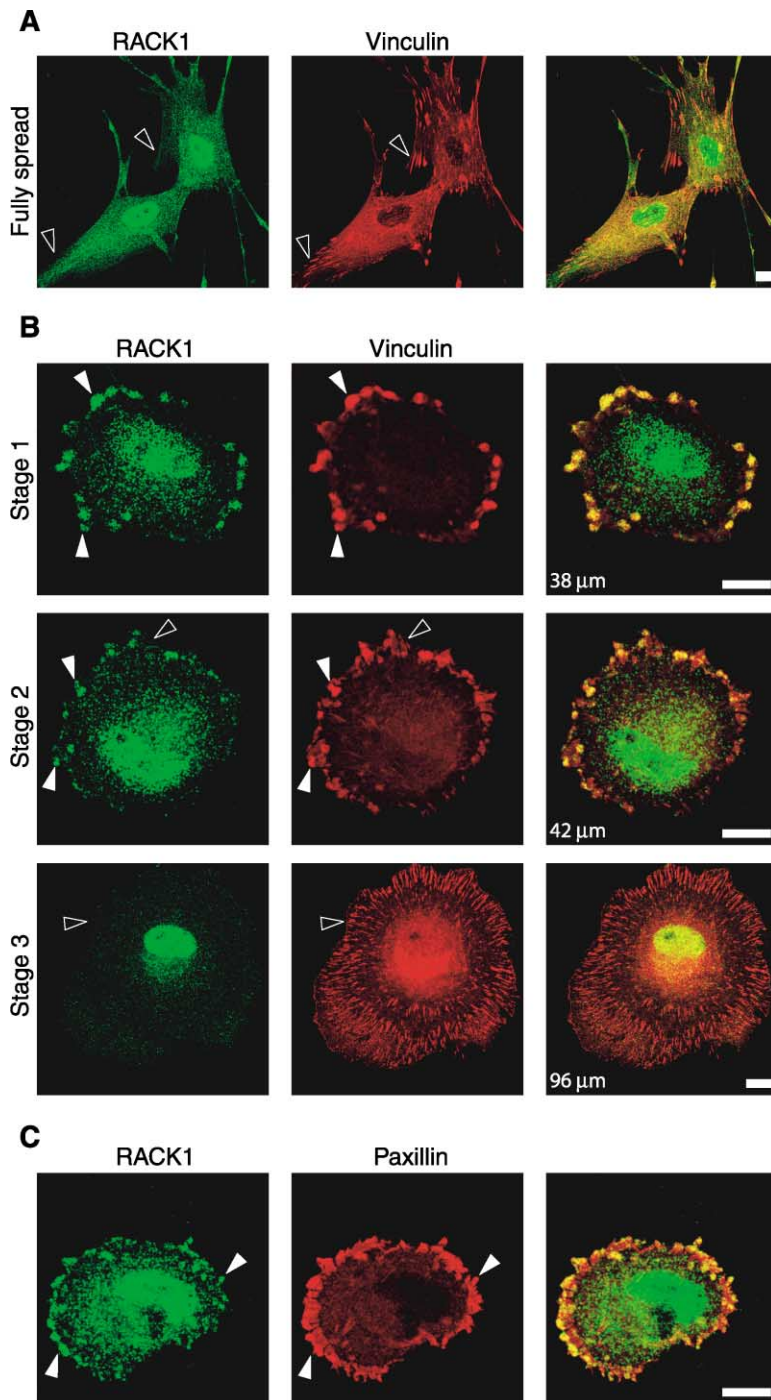 A
RACK1 Vinculin
Fully spread
B
RACK1 Vinculin
Stage 1
38 μm
Stage 2
42 μm
Stage 3
96 μm
C
RACK1 Paxillin